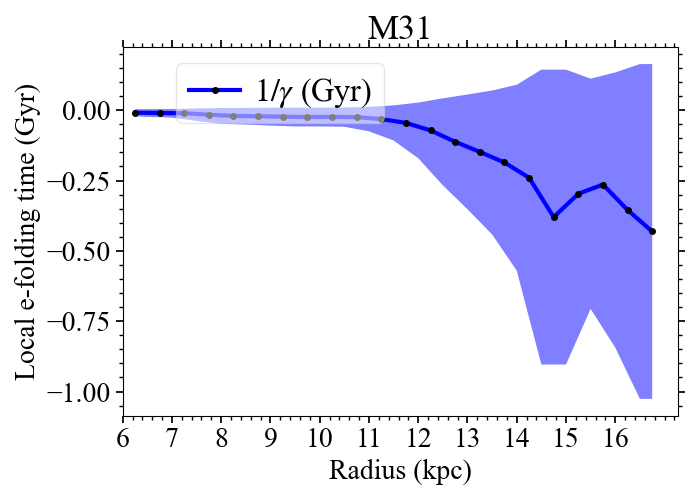 M31
1/γ (Gyr)
Local e-folding time (Gyr)
0.00
−0.25
−0.50
−0.75
−1.00
6 7 8 9 10 11 12 13 14 15 16
Radius (kpc)